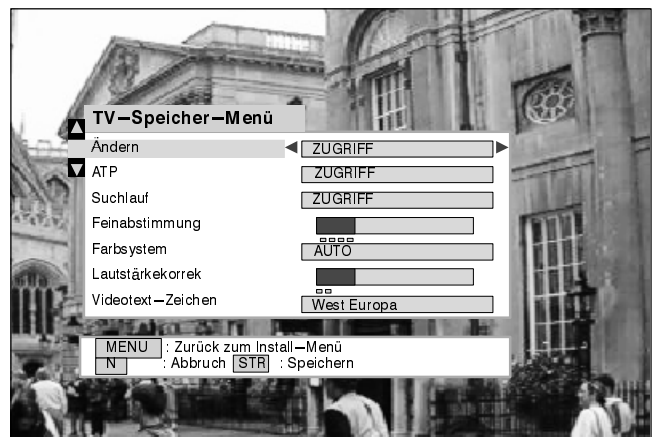 TV–Speicher–Menü
Ändern ZUGRIFF
ATP ZUGRIFF
Suchlauf ZUGRIFF
Feinabstimmung
Farbsystem AUTO
Lautstärkekorrek
Videotext–Zeichen West Europa
MENU : Zurück zum Install–Menü
N : Abbruch STR : Speichern